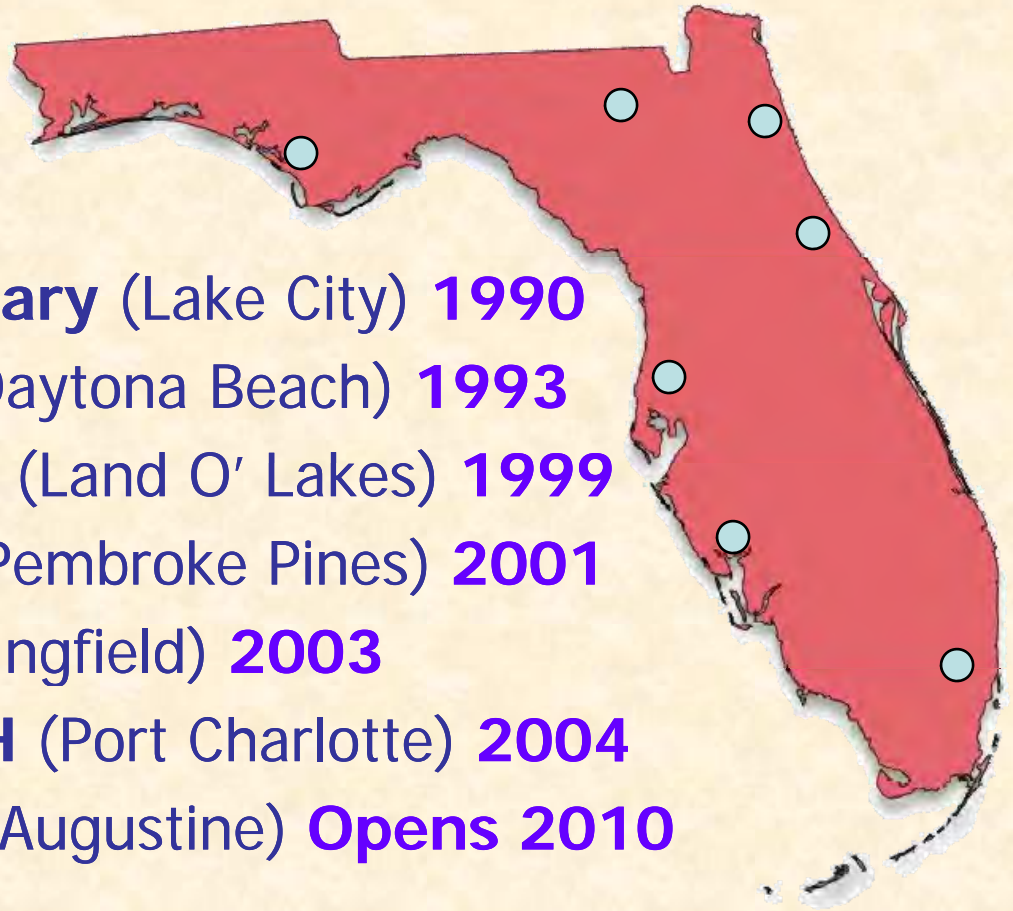 ary (Lake City) 1990
Daytona Beach) 1993
(Land O' Lakes) 1999
Pembroke Pines) 2001
ngfield) 2003
H (Port Charlotte) 2004
Augustine) Opens 2010